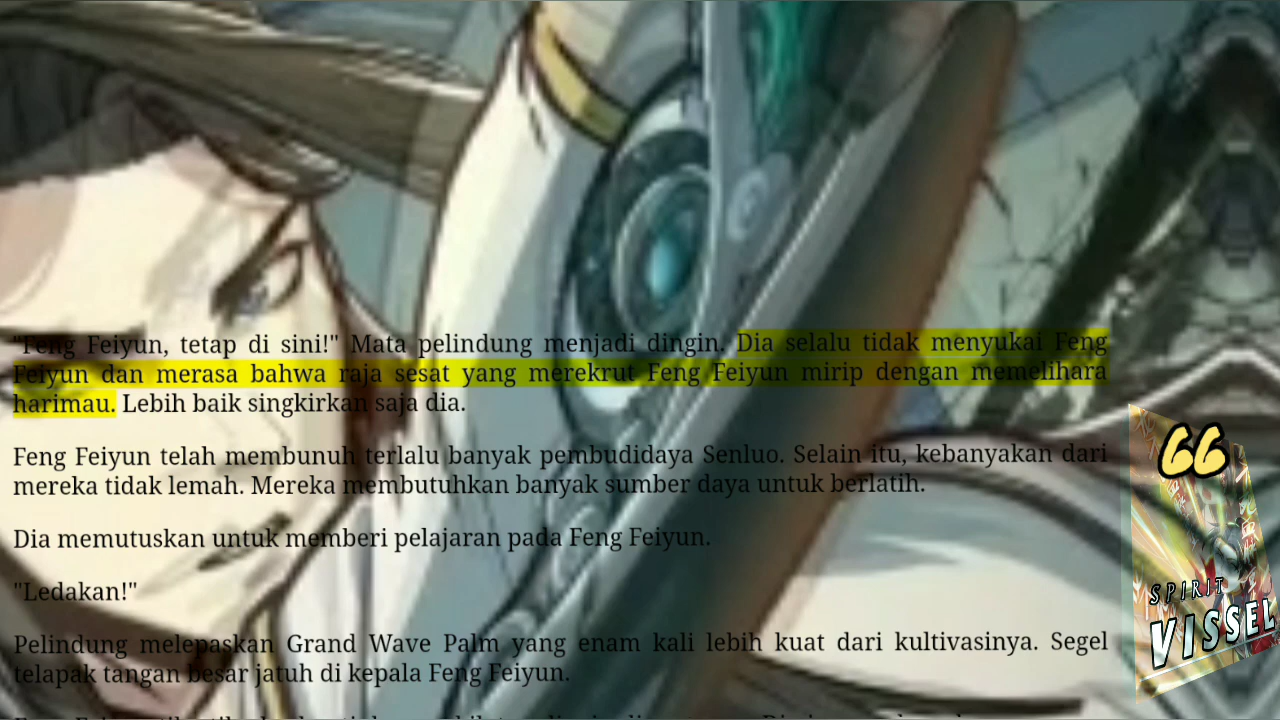 "Feng Feiyun, tetap di sini!" Mata pelindung menjadi dingin. Dia selalu tidak menyukai Feng
Feiyun dan merasa bahwa raja sesat yang merekrut Feng Feiyun mirip dengan memelihara
harimau. Lebih baik singkirkan saja dia.
Feng Feiyun telah membunuh terlalu banyak pembudidaya Senluo. Selain itu, kebanyakan dari
mereka tidak lemah. Mereka membutuhkan banyak sumber daya untuk berlatih.
Dia memutuskan untuk memberi pelajaran pada Feng Feiyun.
"Ledakan!"
Pelindung melepaskan Grand Wave Palm yang enam kali lebih kuat dari kultivasinya. Segel
telapak tangan besar jatuh di kepala Feng Feiyun.
66
SPIRIT
VISSEL